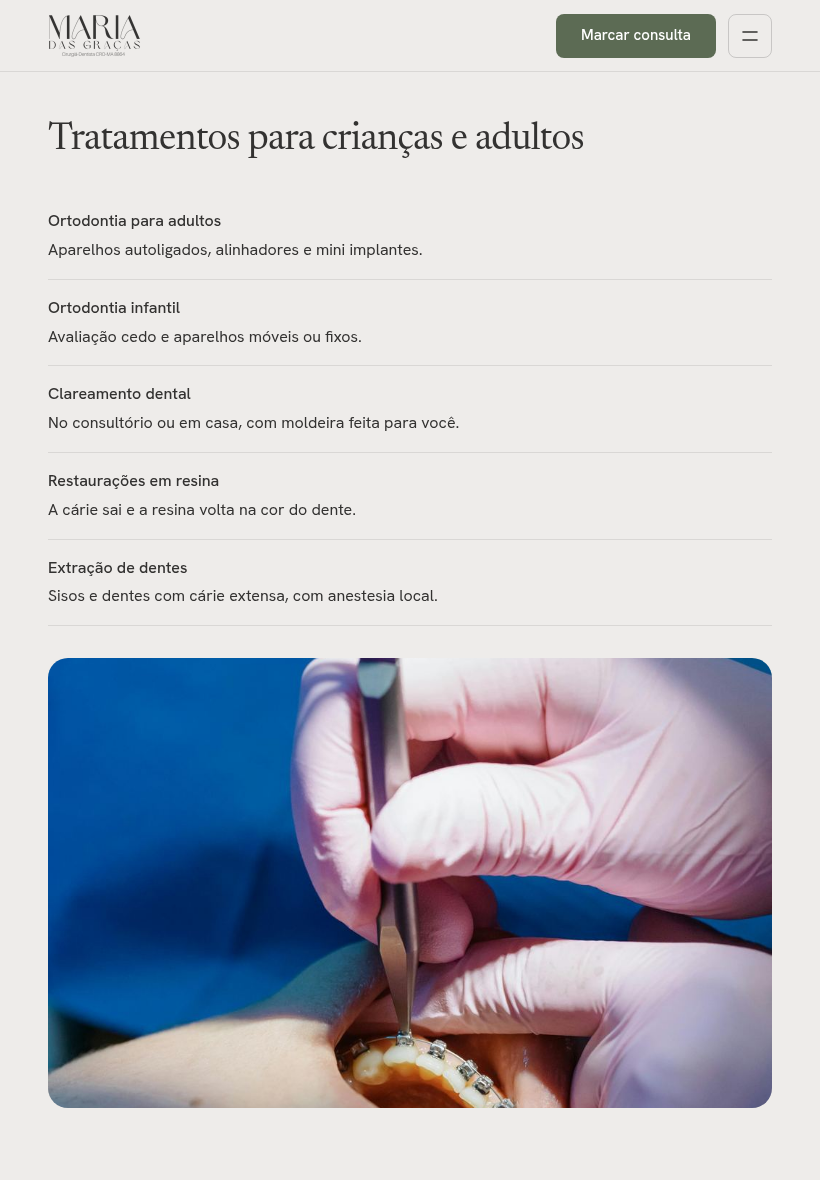 MARIA
DAS GRAÇAS
Marcar consulta
Tratamentos para crianças e adultos
Ortodontia para adultos
Aparelhos autoligados, alinhadores e mini implantes.
Ortodontia infantil
Avaliação cedo e aparelhos móveis ou fixos.
Clareamento dental
No consultório ou em casa, com moldeira feita para você.
Restaurações em resina
A cárie sai e a resina volta na cor do dente.
Extração de dentes
Sisos e dentes com cárie extensa, com anestesia local.